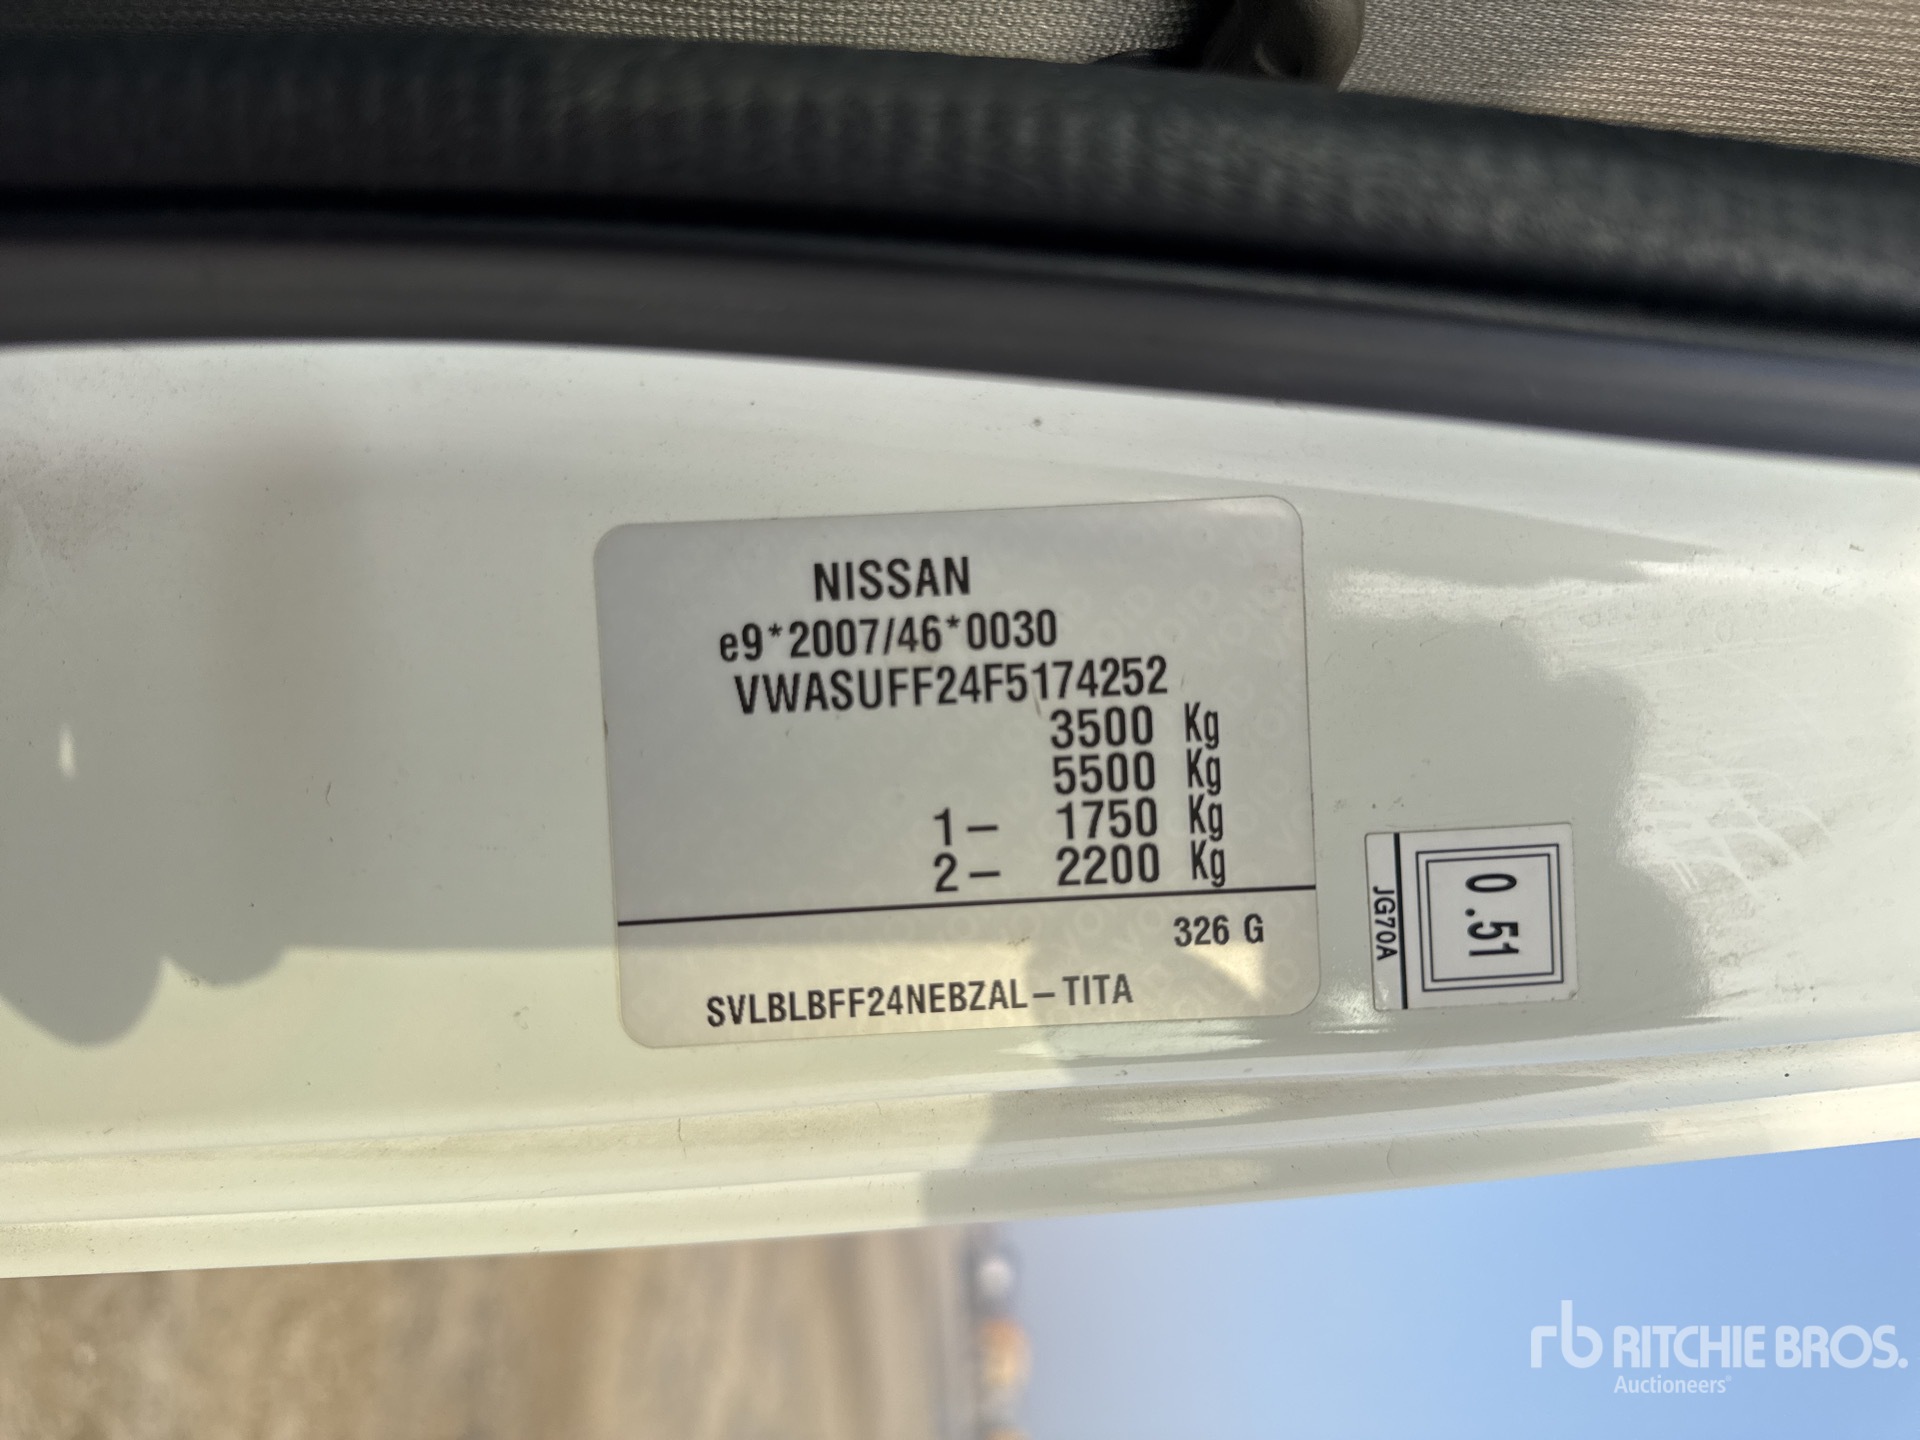 NISSAN
e9*2007/46*0030
VWASUFF24F5174252
3500 Kg
5500 Kg
1- 1750 Kg
2- 2200 Kg
326 G
SVLBLBFF24NEBZAL-TITA
JG70A
0.51
rb RITCHIE BROS.
Auctioneers